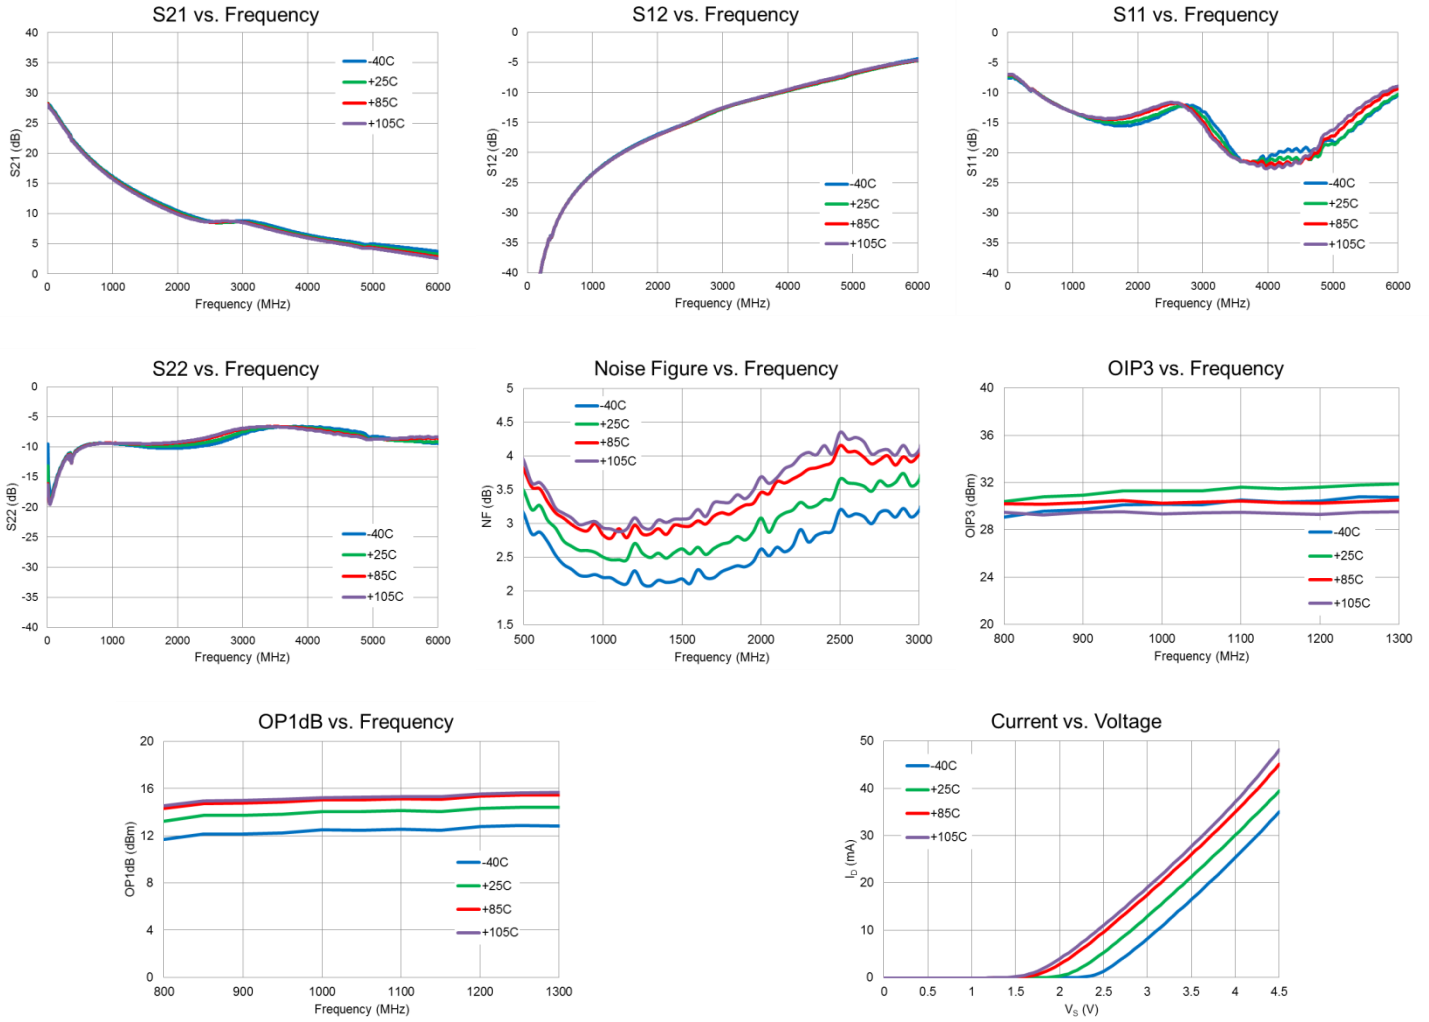 S21 vs. Frequency
40
35
30
25
20
15
10
5
0
S21 (dB)
-40C
+25C
+85C
+105C
0 1000 2000 3000 4000 5000 6000
Frequency (MHz)
S12 vs. Frequency
0
-5
-10
-15
-20
-25
-30
-35
-40
S12 (dB)
-40C
+25C
+85C
+105C
0 1000 2000 3000 4000 5000 6000
Frequency (MHz)
S11 vs. Frequency
0
-5
-10
-15
-20
-25
-30
-35
-40
S11 (dB)
-40C
+25C
+85C
+105C
0 1000 2000 3000 4000 5000 6000
Frequency (MHz)
S22 vs. Frequency
0
-5
-10
-15
-20
-25
-30
-35
-40
S22 (dB)
-40C
+25C
+85C
+105C
0 1000 2000 3000 4000 5000 6000
Frequency (MHz)
Noise Figure vs. Frequency
5
4.5
4
3.5
3
2.5
2
1.5
NF (dB)
-40C
+25C
+85C
+105C
500 1000 1500 2000 2500 3000
Frequency (MHz)
OIP3 vs. Frequency
40
36
32
28
24
20
OIP3 (dBm)
-40C
+25C
+85C
+105C
800 900 1000 1100 1200 1300
Frequency (MHz)
OP1dB vs. Frequency
20
16
12
8
4
0
OP1dB (dBm)
-40C
+25C
+85C
+105C
800 900 1000 1100 1200 1300
Frequency (MHz)
Current vs. Voltage
50
40
30
20
10
0
I_D (mA)
-40C
+25C
+85C
+105C
0 0.5 1 1.5 2 2.5 3 3.5 4 4.5
V_S (V)